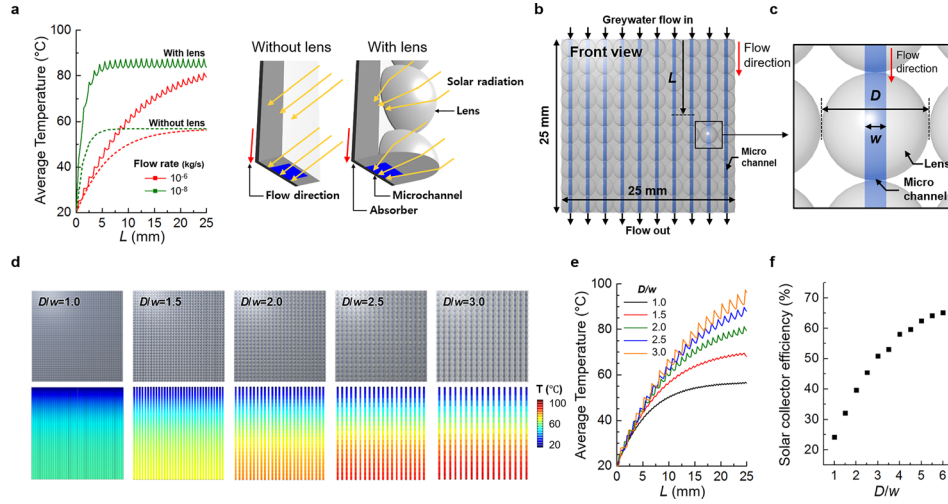 a
Average Temperature (°C)
100
80
60
40
20
With lens
Without lens
Flow rate (kg/s)
10-6
10-8
0 5 10 15 20 25
L (mm)
Without lens
With lens
Solar radiation
Lens
Flow direction
Microchannel
Absorber
b
Greywater flow in
Front view
L
Flow
direction
25 mm
25 mm
Micro
channel
Flow out
c
Flow
direction
D
w
Lens
Micro
channel
d
D/w=1.0
D/w=1.5
D/w=2.0
D/w=2.5
D/w=3.0
T (°C)
100
80
60
40
20
e
Average Temperature (°C)
100
80
60
40
20
D/w
1.0
1.5
2.0
2.5
3.0
0 5 10 15 20 25
L (mm)
f
Solar collector efficiency (%)
70
60
50
40
30
20
1 2 3 4 5 6
D/w